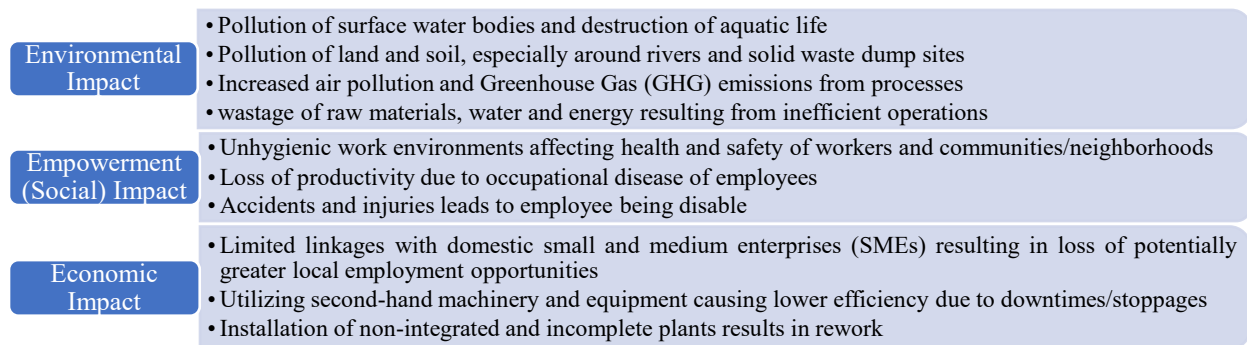 Environmental
Impact
• Pollution of surface water bodies and destruction of aquatic life
• Pollution of land and soil, especially around rivers and solid waste dump sites
• Increased air pollution and Greenhouse Gas (GHG) emissions from processes
• wastage of raw materials, water and energy resulting from inefficient operations
Empowerment
(Social) Impact
• Unhygienic work environments affecting health and safety of workers and communities/neighborhoods
• Loss of productivity due to occupational disease of employees
• Accidents and injuries leads to employee being disable
Economic
Impact
• Limited linkages with domestic small and medium enterprises (SMEs) resulting in loss of potentially
greater local employment opportunities
• Utilizing second-hand machinery and equipment causing lower efficiency due to downtimes/stoppages
• Installation of non-integrated and incomplete plants results in rework